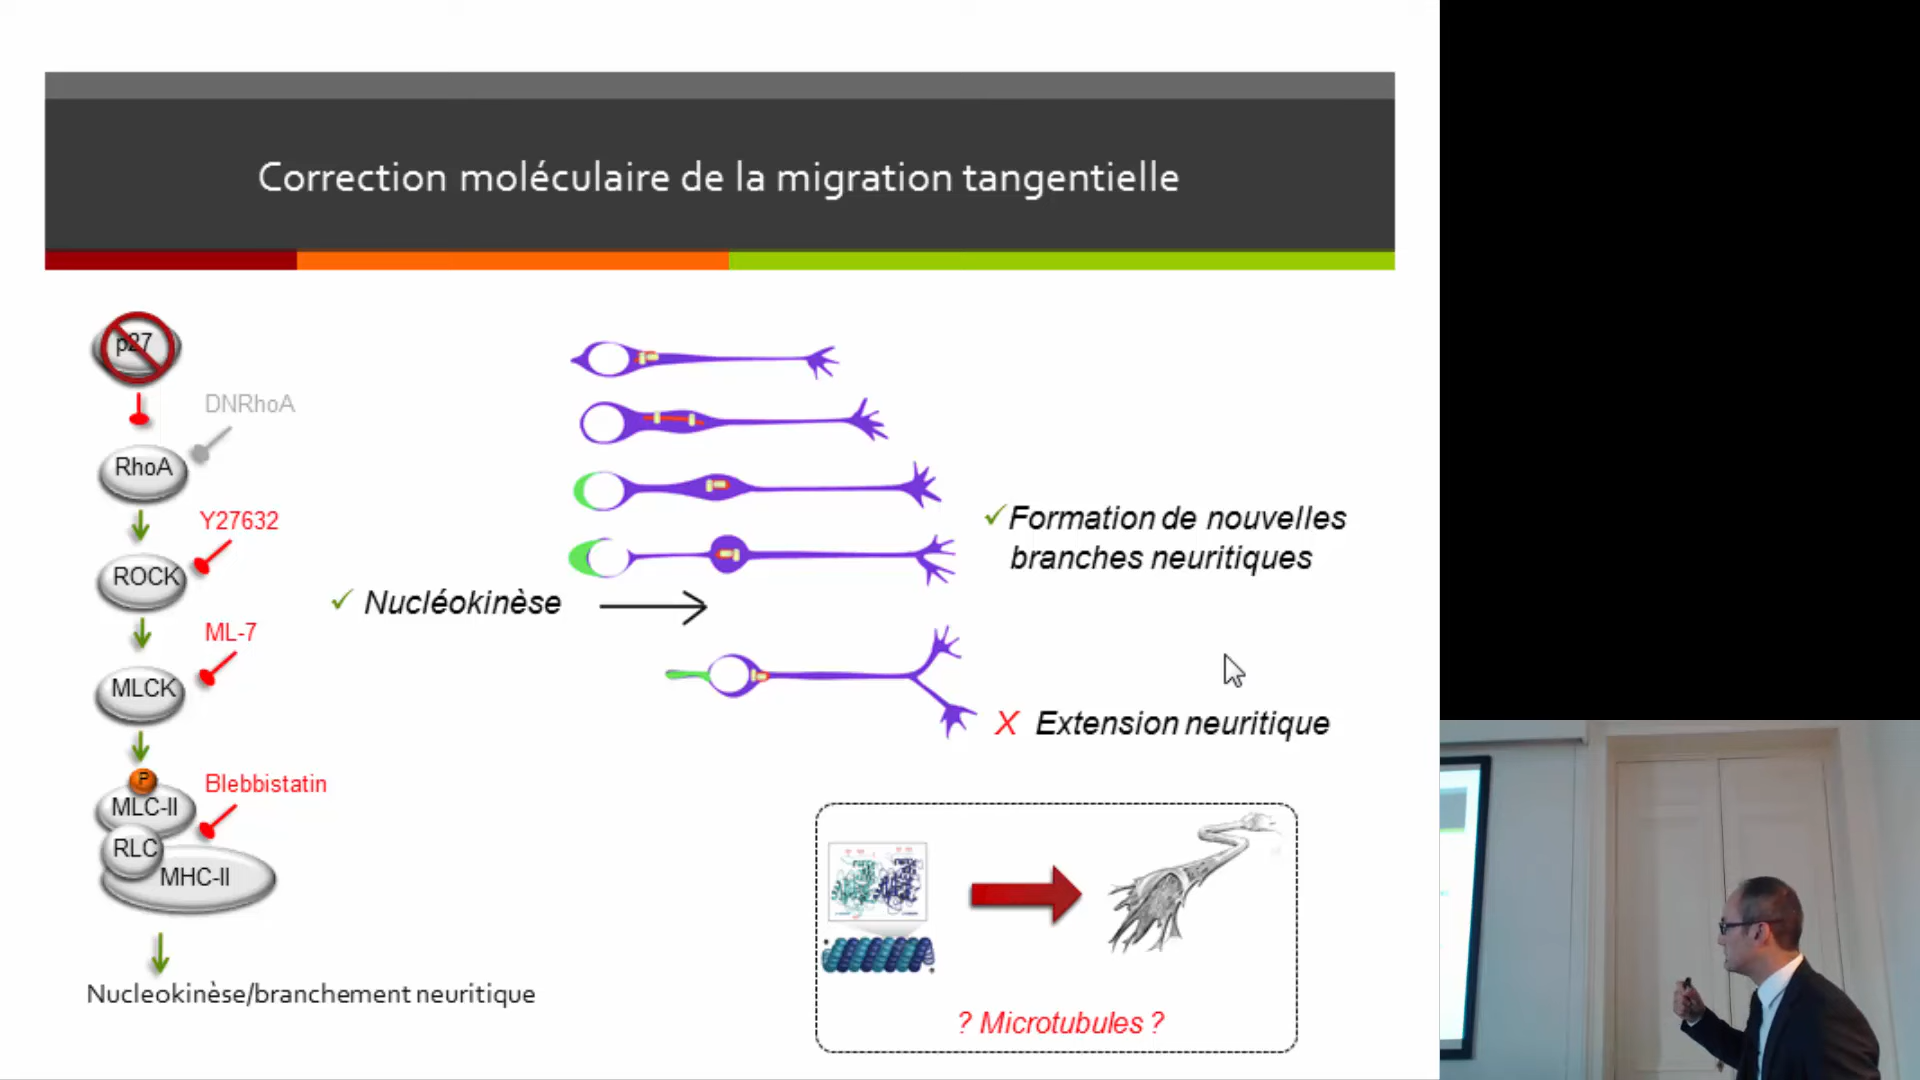 Correction moléculaire de la migration tangentielle
p27
DNRhoA
RhoA
Y27632
ROCK
ML-7
MLCK
P
MLC-II
Blebbistatin
RLC
MHC-II
Nucleokinèse/branchement neuritique
✓ Nucléokinèse
✓Formation de nouvelles
branches neuritiques
X Extension neuritique
? Microtubules ?